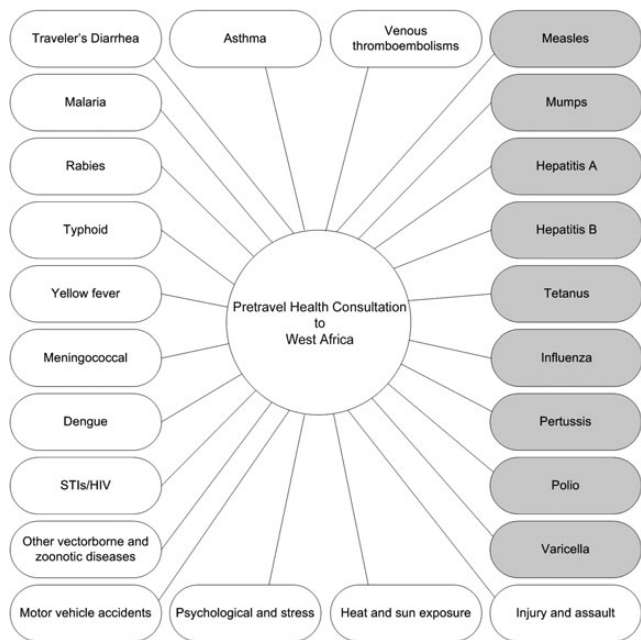 Traveler's Diarrhea
Asthma
Venous
thromboembolisms
Measles
Malaria
Mumps
Rabies
Hepatitis A
Typhoid
Hepatitis B
Yellow fever
Pretravel Health Consultation
to
West Africa
Tetanus
Meningococcal
Influenza
Dengue
Pertussis
STIs/HIV
Polio
Other vectorborne and
zoonotic diseases
Varicella
Motor vehicle accidents
Psychological and stress
Heat and sun exposure
Injury and assault